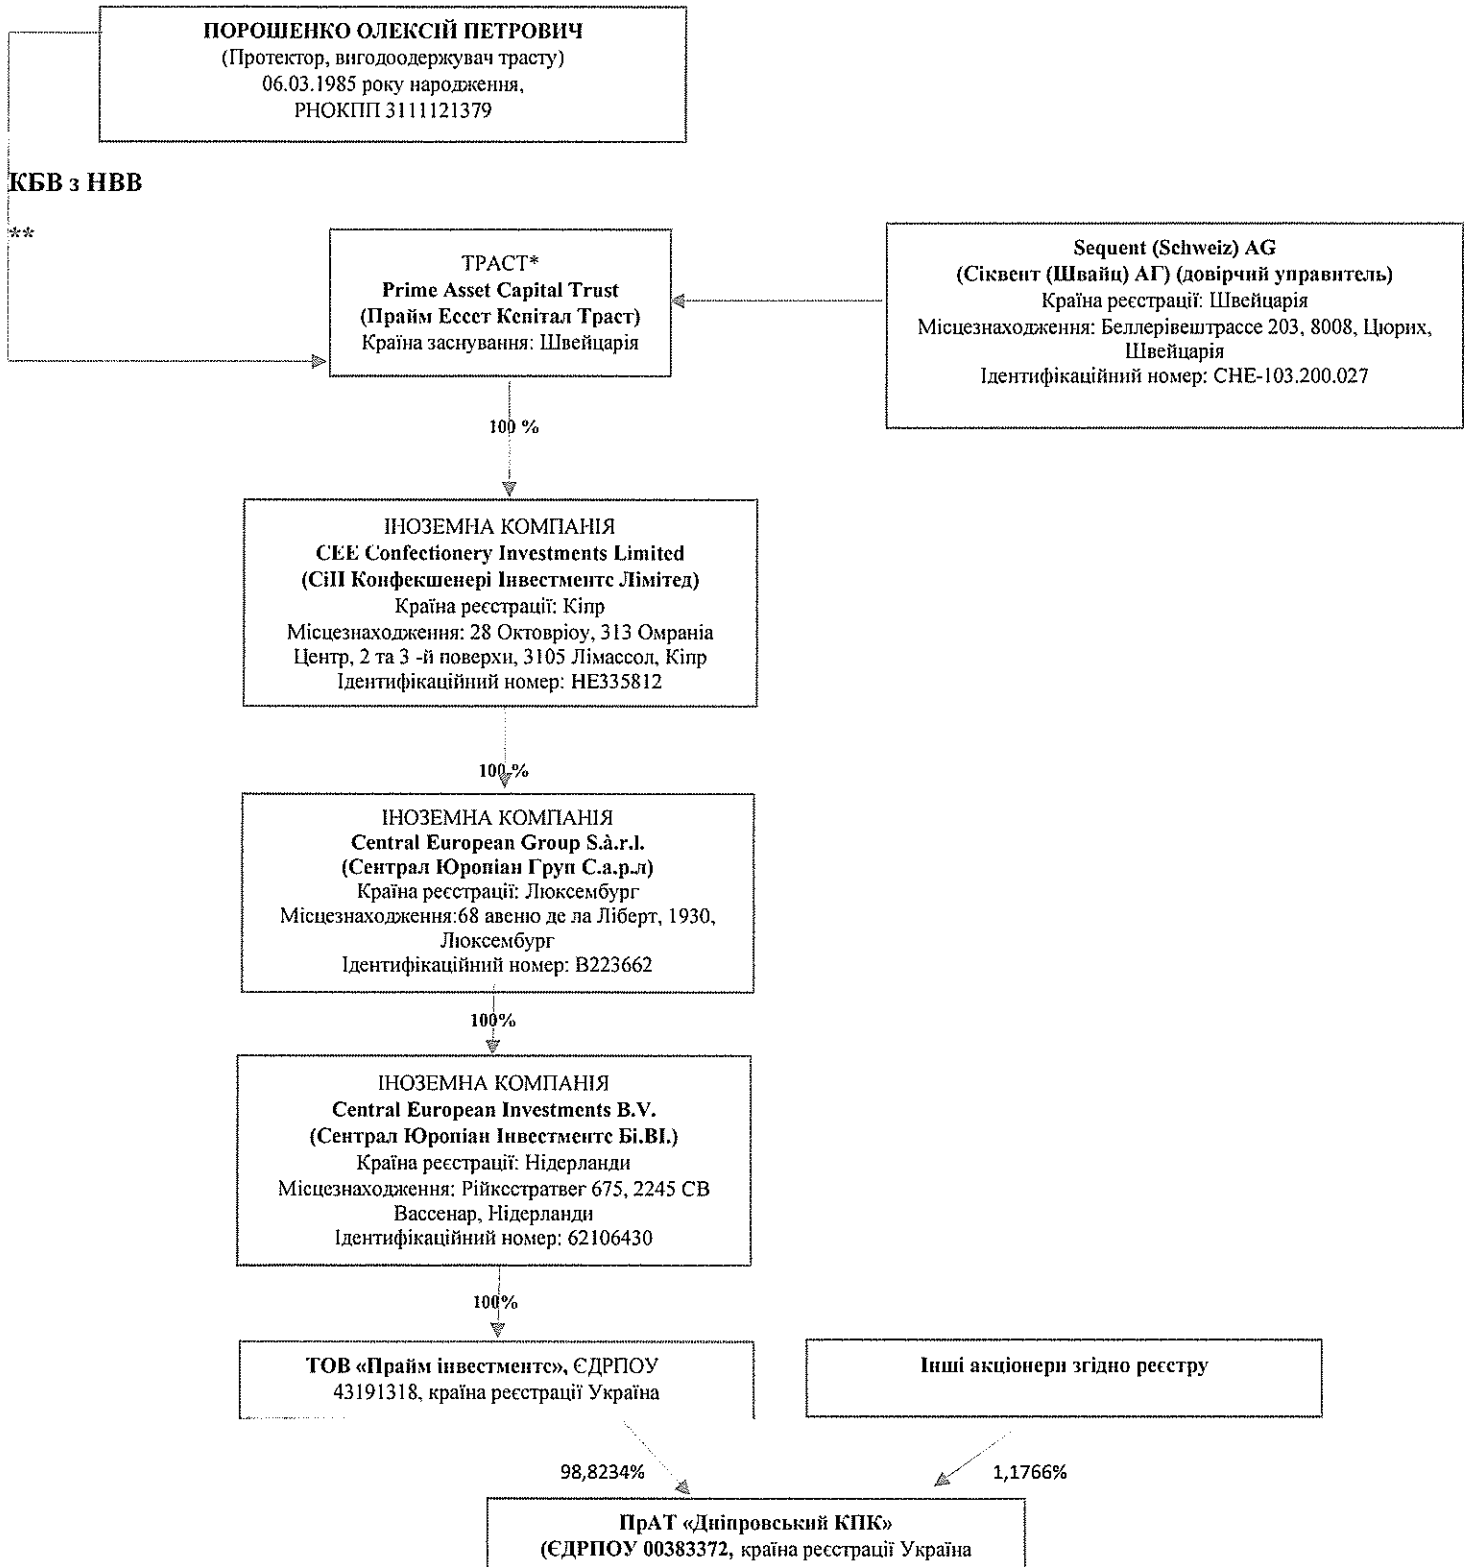 ПОРОШЕНКО ОЛЕКСІЙ ПЕТРОВИЧ
(Протектор, вигодоодержувач трасту)
06.03.1985 року народження,
РНОКПП 3111121379
КБВ з НВВ
**
ТРАСТ*
Prime Asset Capital Trust
(Прайм Ессет Кепітал Траст)
Країна заснування: Швейцарія
Sequent (Schweiz) AG
(Сіквент (Швайц) АГ) (довірчий управитель)
Країна реєстрації: Швейцарія
Місцезнаходження: Беллерівештрассе 203, 8008, Цюрих,
Швейцарія
Ідентифікаційний номер: CHE-103.200.027
100 %
ІНОЗЕМНА КОМПАНІЯ
CEE Confectionery Investments Limited
(СіІІ Конфекшенері Інвестментс Лімітед)
Країна реєстрації: Кіпр
Місцезнаходження: 28 Октовріоу, 313 Омраніа
Центр, 2 та 3 -й поверхи, 3105 Лімассол, Кіпр
Ідентифікаційний номер: HE335812
100 %
ІНОЗЕМНА КОМПАНІЯ
Central European Group S.à.r.l.
(Сентрал Юропіан Груп С.а.р.л)
Країна реєстрації: Люксембург
Місцезнаходження:68 авеню де ла Ліберт, 1930,
Люксембург
Ідентифікаційний номер: B223662
100%
ІНОЗЕМНА КОМПАНІЯ
Central European Investments B.V.
(Сентрал Юропіан Інвестментс Бі.ВІ.)
Країна реєстрації: Нідерланди
Місцезнаходження: Рійксстратвег 675, 2245 СВ
Вассенар, Нідерланди
Ідентифікаційний номер: 62106430
100%
ТОВ «Прайм інвестментс», ЄДРПОУ
43191318, країна реєстрації Україна
Інші акціонери згідно реєстру
98,8234%
1,1766%
ПрАТ «Дніпровський КПК»
(ЄДРПОУ 00383372, країна реєстрації Україна